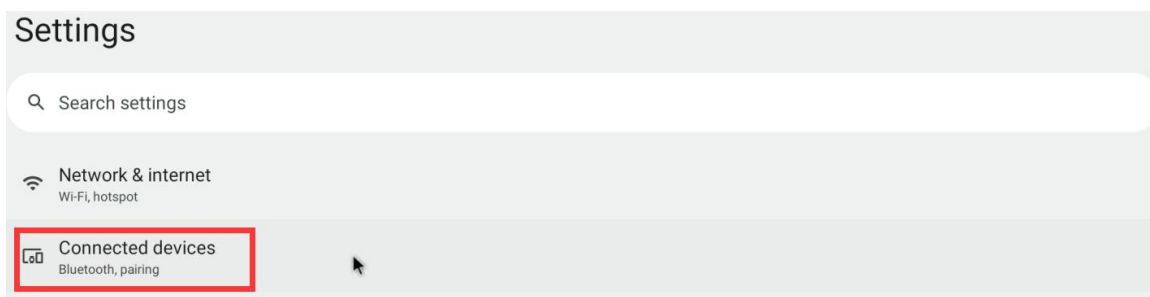 Settings
Search settings
Network & internet
Wi-Fi, hotspot
Connected devices
Bluetooth, pairing